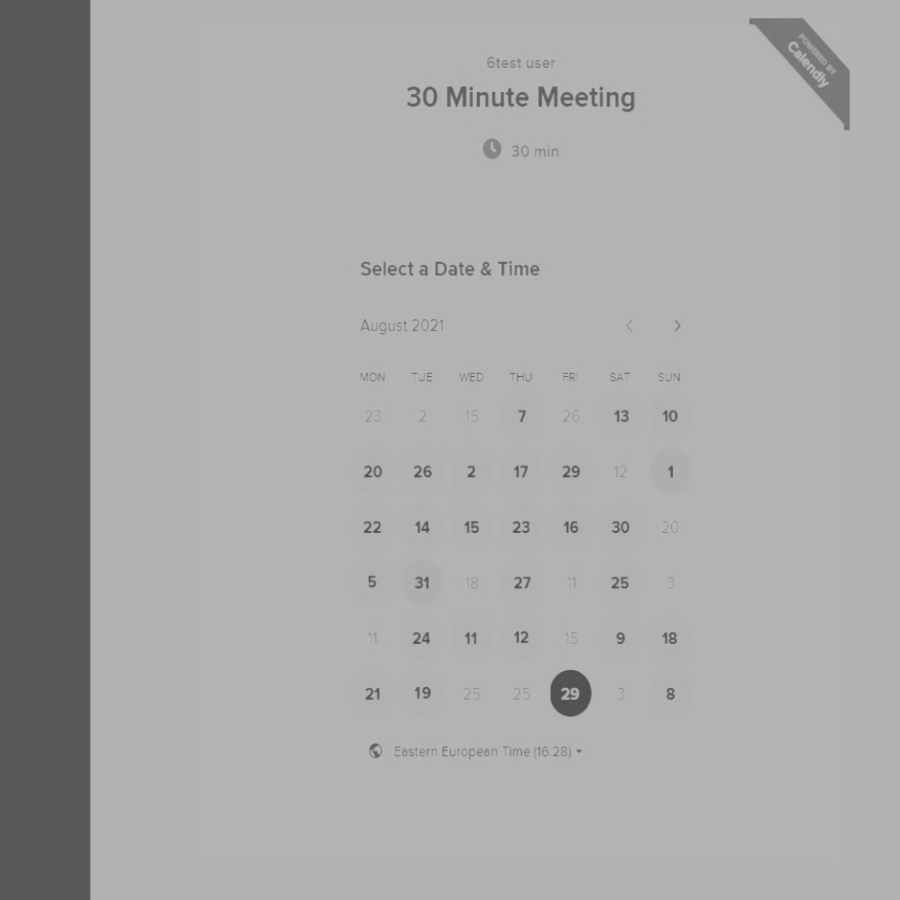 POWERED BY
Calendly
6test user
30 Minute Meeting
30 min
Select a Date & Time
August 2021
MON TUE WED THU FRI SAT SUN
23 2 15 7 26 13 10
20 26 2 17 29 12 1
22 14 15 23 16 30 20
5 31 18 27 11 25 3
11 24 11 12 15 9 18
21 19 25 25 29 3 8
Eastern European Time (16:28)